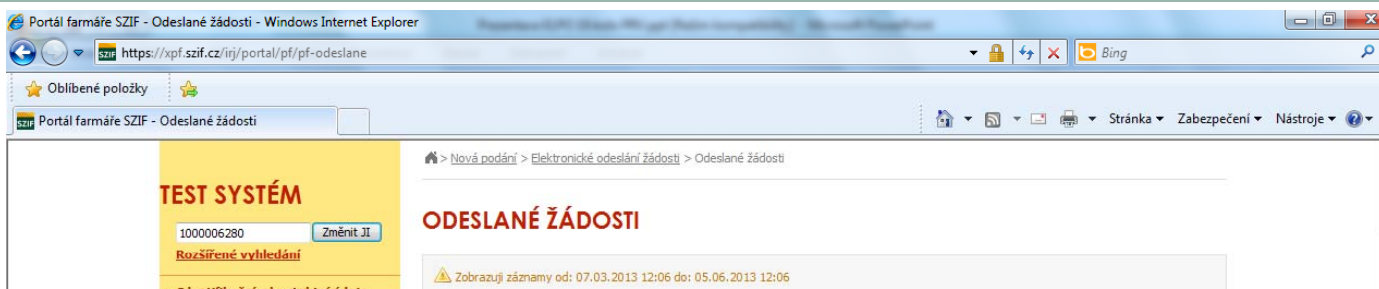 Portál farmáře SZIF - Odeslané žádosti - Windows Internet Explorer
SZIF https://xpf.szif.cz/irj/portal/pf/pf-odeslane
Bing
Oblíbené položky
SZIF Portál farmáře SZIF - Odeslané žádosti
Stránka Zabezpečení Nástroje
> Nová podání > Elektronické odeslání žádosti > Odeslané žádosti
TEST SYSTÉM
1000006280 Změnit JI
Rozšířené vyhledání
ODESLANÉ ŽÁDOSTI
Zobrazuji záznamy od: 07.03.2013 12:06 do: 05.06.2013 12:06